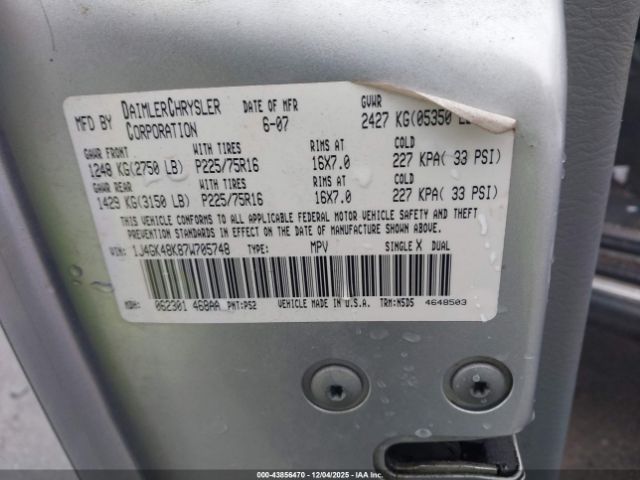 MFD BY DAIMLERCHRYSLER CORPORATION DATE OF MFR 6-07 GVWR 2427 KG(05350
GAWR FRONT WITH TIRES RIMS AT COLD
1248 KG(2750 LB) P225/75R16 16X7.0 227 KPA( 33 PSI)
GAWR REAR WITH TIRES RIMS AT COLD
1429 KG(3150 LB) P225/75R16 16X7.0 227 KPA( 33 PSI)
THIS VEHICLE CONFORMS TO ALL APPLICABLE FEDERAL MOTOR VEHICLE SAFETY AND THEFT
PREVENTION STANDARDS IN EFFECT ON THE DATE OF MANUFACTURE SHOWN ABOVE.
VIN: 1J4GK48K87W705748 TYPE: MPV SINGLE X DUAL
MDH: 062301 468AA PNT: PS2 VEHICLE MADE IN U.S.A. TRM: N5D5 4648503
00-43856470 - 12/04/2025 - IAAI.COM